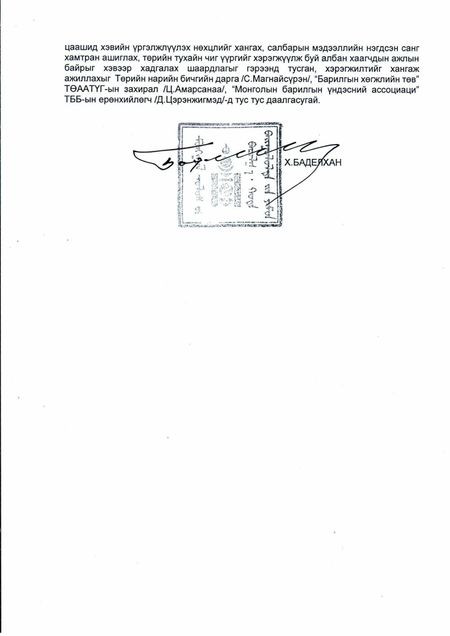 цаашид хэвийн үргэлжлүүлэх нөхцлийг хангах, салбарын мэдээллийн нэгдсэн санг
хамтран ашиглах, төрийн тухайн чиг үүргийг хэрэгжүүлж буй албан хаагчдын ажлын
байрыг хэвээр хадгалах шаардлагыг гэрээнд тусган, хэрэгжилтийг хангаж
ажиллахыг Төрийн нарийн бичгийн дарга /С.Магнайсүрэн/, “Барилгын хөгжлийн төв”
ТӨААТҮГ-ын захирал /Ц.Амарсанаа/, “Монголын барилгын үндэсний ассоциаци”
ТББ-ын ерөнхийлөгч /Д.Цэрэнжигмэд/-д тус тус даалгасугай.
Х.БАДЕЛХАН